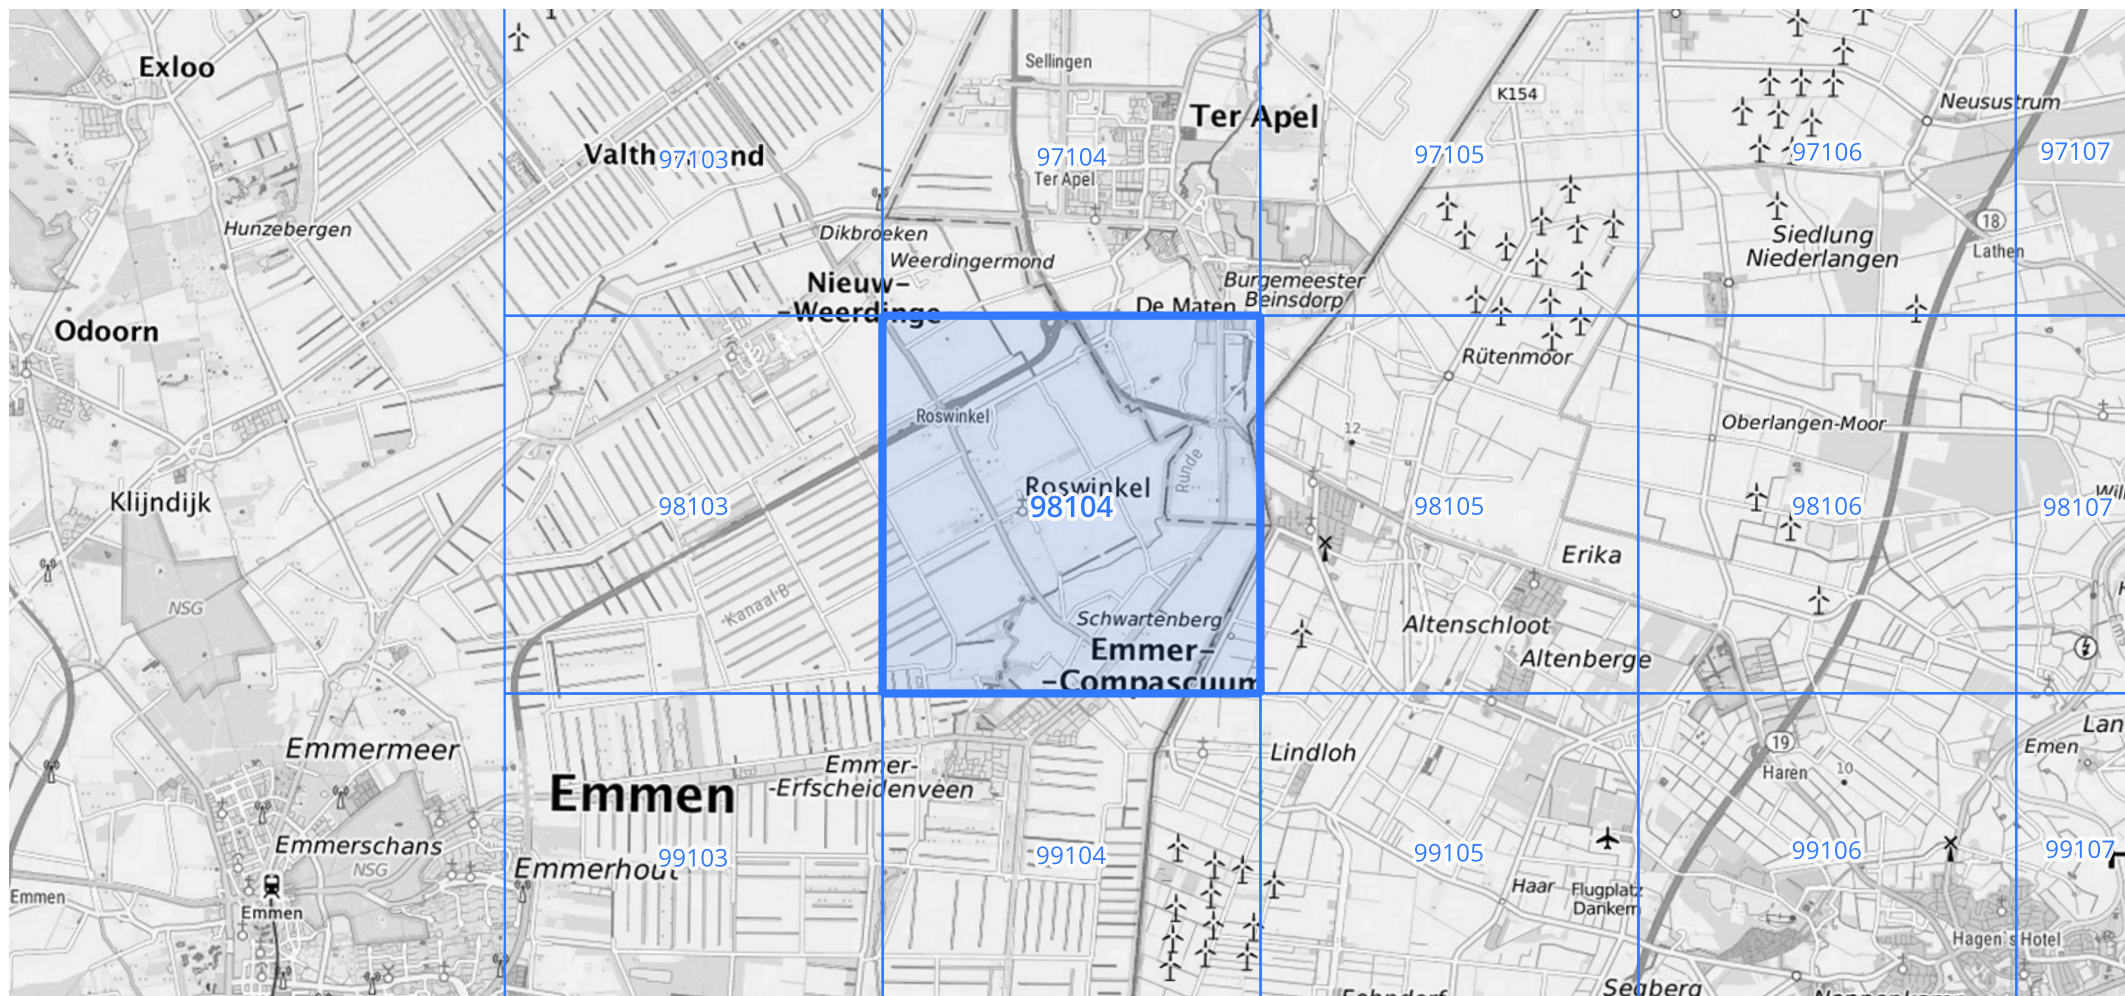 Exloo
Sellingen
K154
Neusustrum
Ter Apel
97103
97104
97105
97106
97107
Ter Apel
Hunzebergen
Dikbroeken
Weerdingermond
18
Lathen
Siedlung
Niederlangen
Nieuw-
-Weerdinge
Burgemeester
Beinsdorp
De Maten
Odoorn
Rütenmoor
Roswinkel
12
Oberlangen-Moor
Klijndijk
Runde
Roswinkel
98103
98104
98105
98106
98107
Erika
NSG
Kanaal B
Schwartenberg
Altenschloot
Emmer-
-Compascuum
Altenberge
Emmermeer
Lindloh
19
Haren
10
Emen
Emmen
Emmer-
-Erfscheidenveen
Emmerschans
NSG
Emmerhout
99103
99104
99105
99106
99107
Emmen
Emmen
Haar
Flugplatz
Dankern
Hagen`s Hotel
Segberg